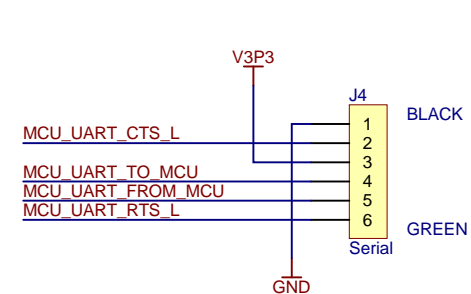 V3P3
J4
BLACK
1
MCU_UART_CTS_L
2
3
MCU_UART_TO_MCU
4
MCU_UART_FROM_MCU
5
MCU_UART_RTS_L
6
GREEN
Serial
GND